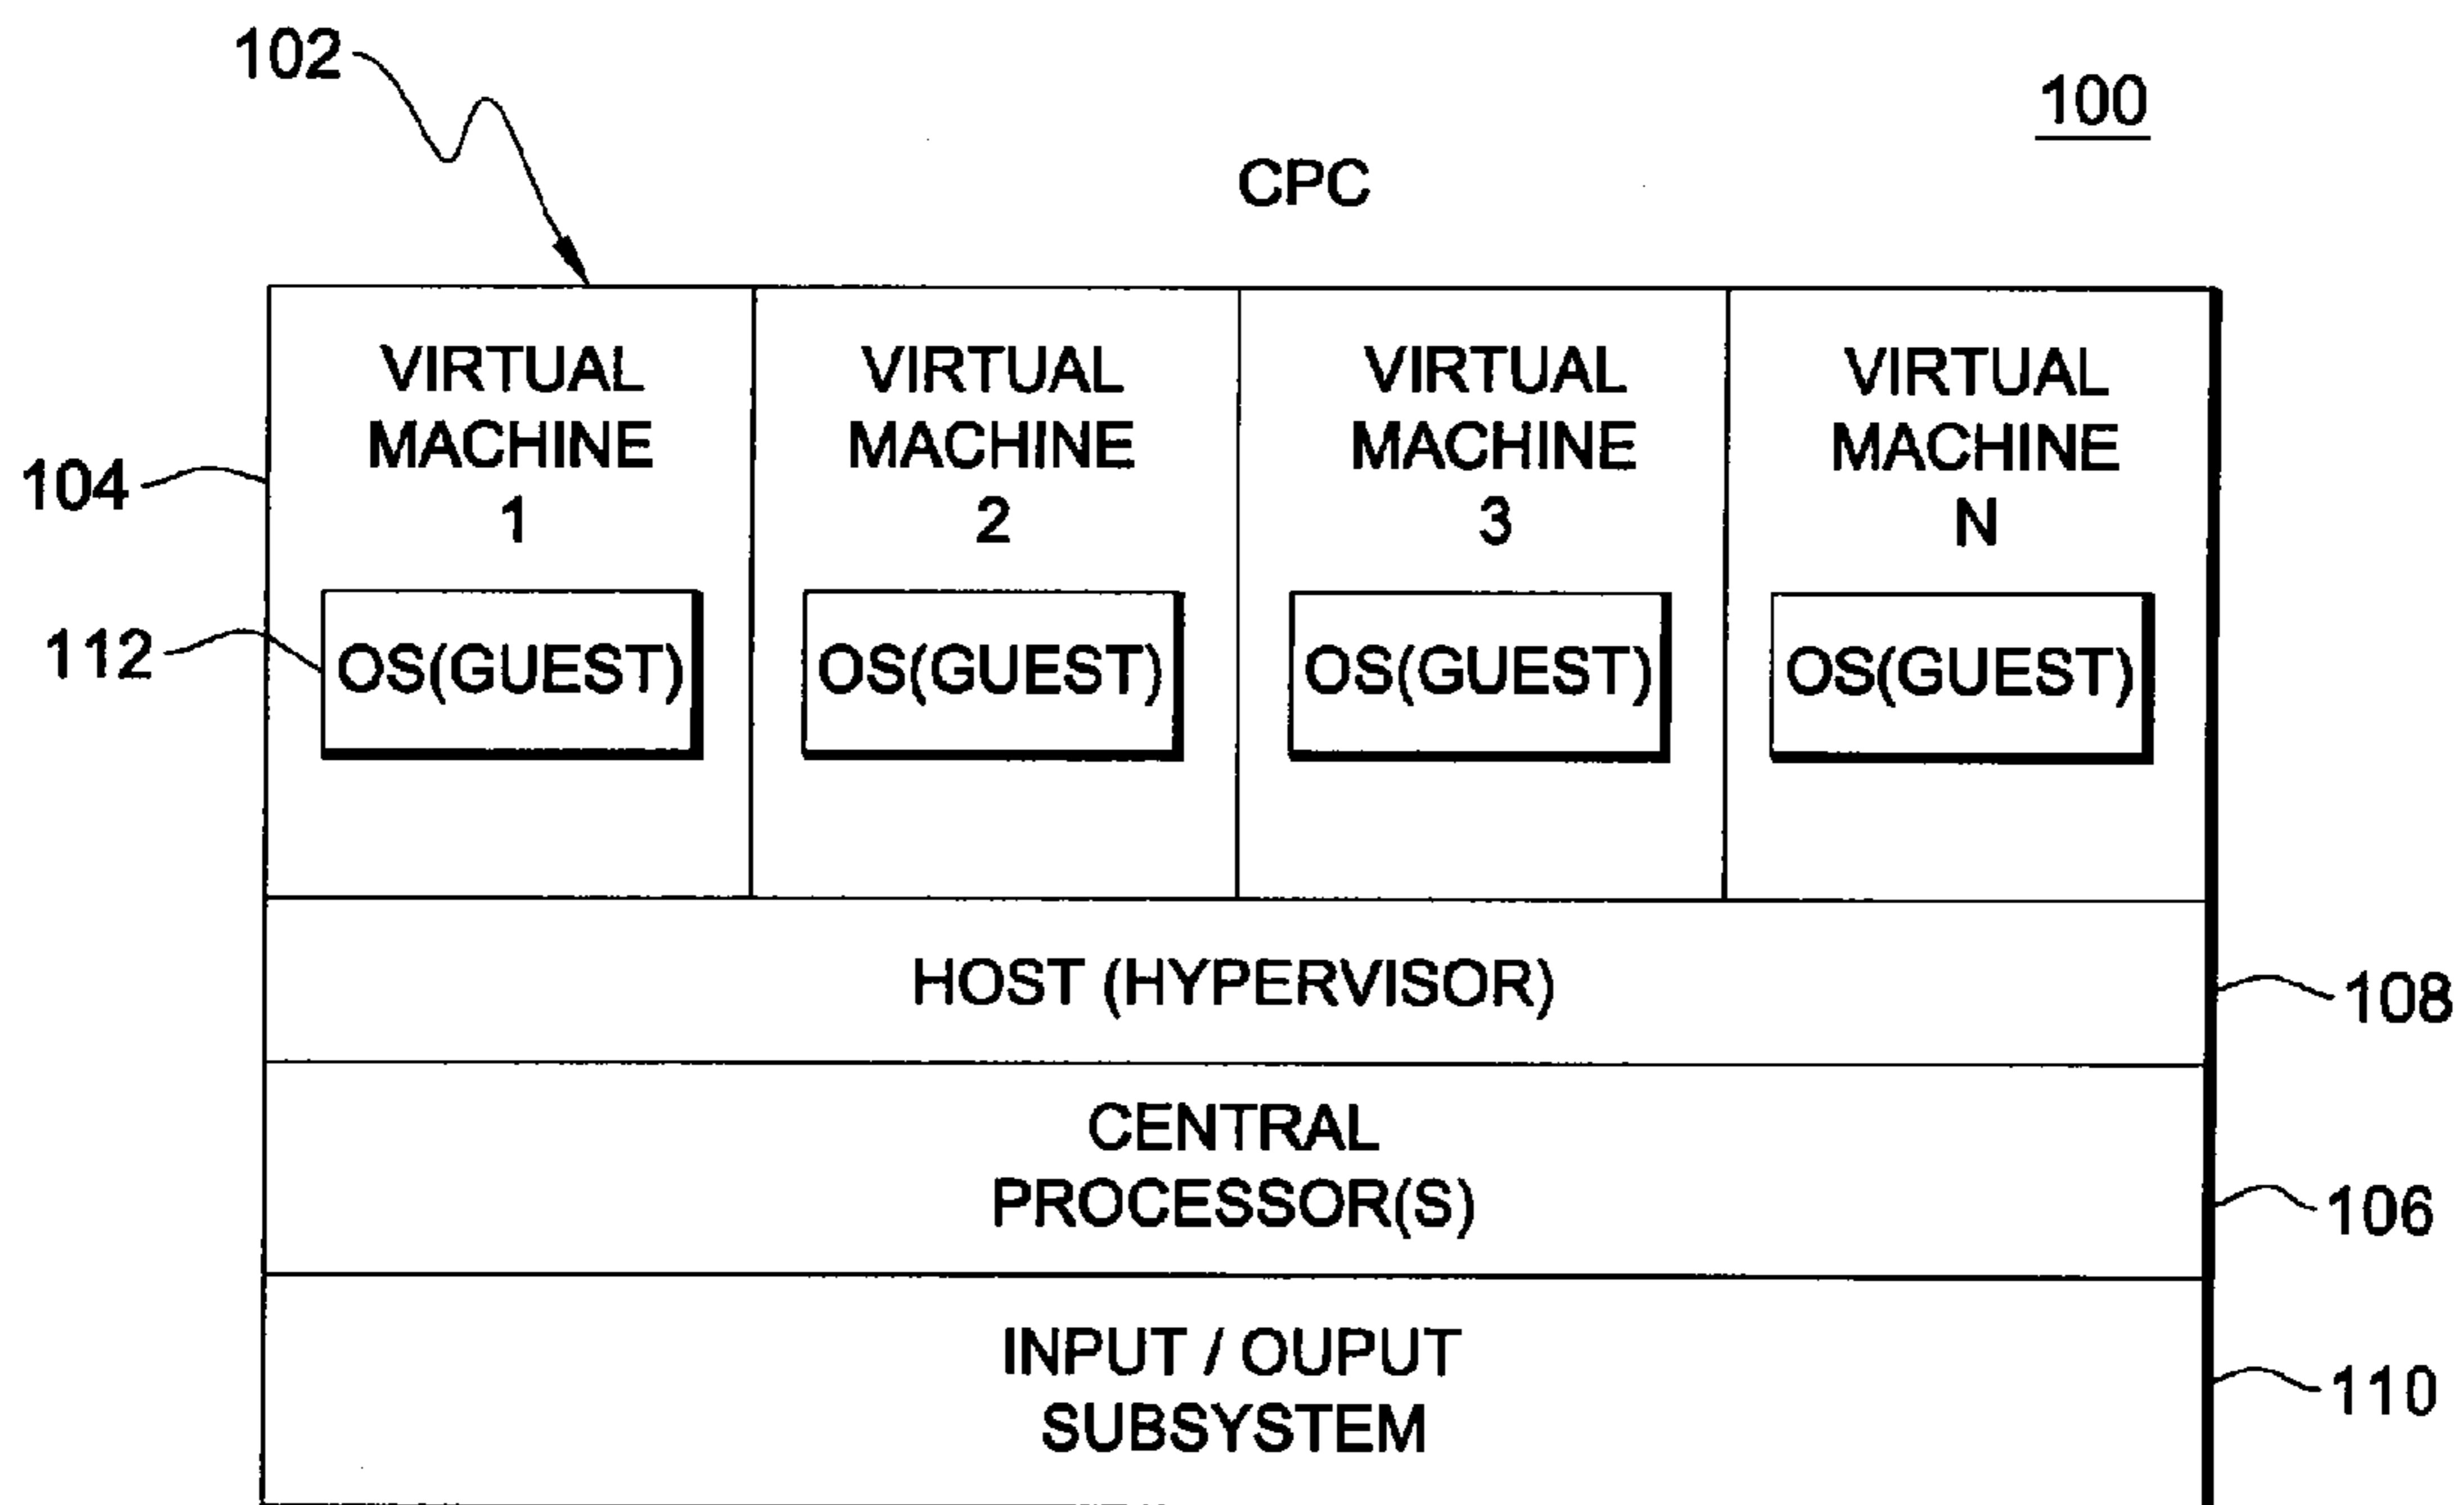 102
100
CPC
VIRTUAL
MACHINE
1
VIRTUAL
MACHINE
2
VIRTUAL
MACHINE
3
VIRTUAL
MACHINE
N
104
112
OS(GUEST)
OS(GUEST)
OS(GUEST)
OS(GUEST)
HOST (HYPERVISOR)
108
CENTRAL
PROCESSOR(S)
106
INPUT / OUPUT
SUBSYSTEM
110